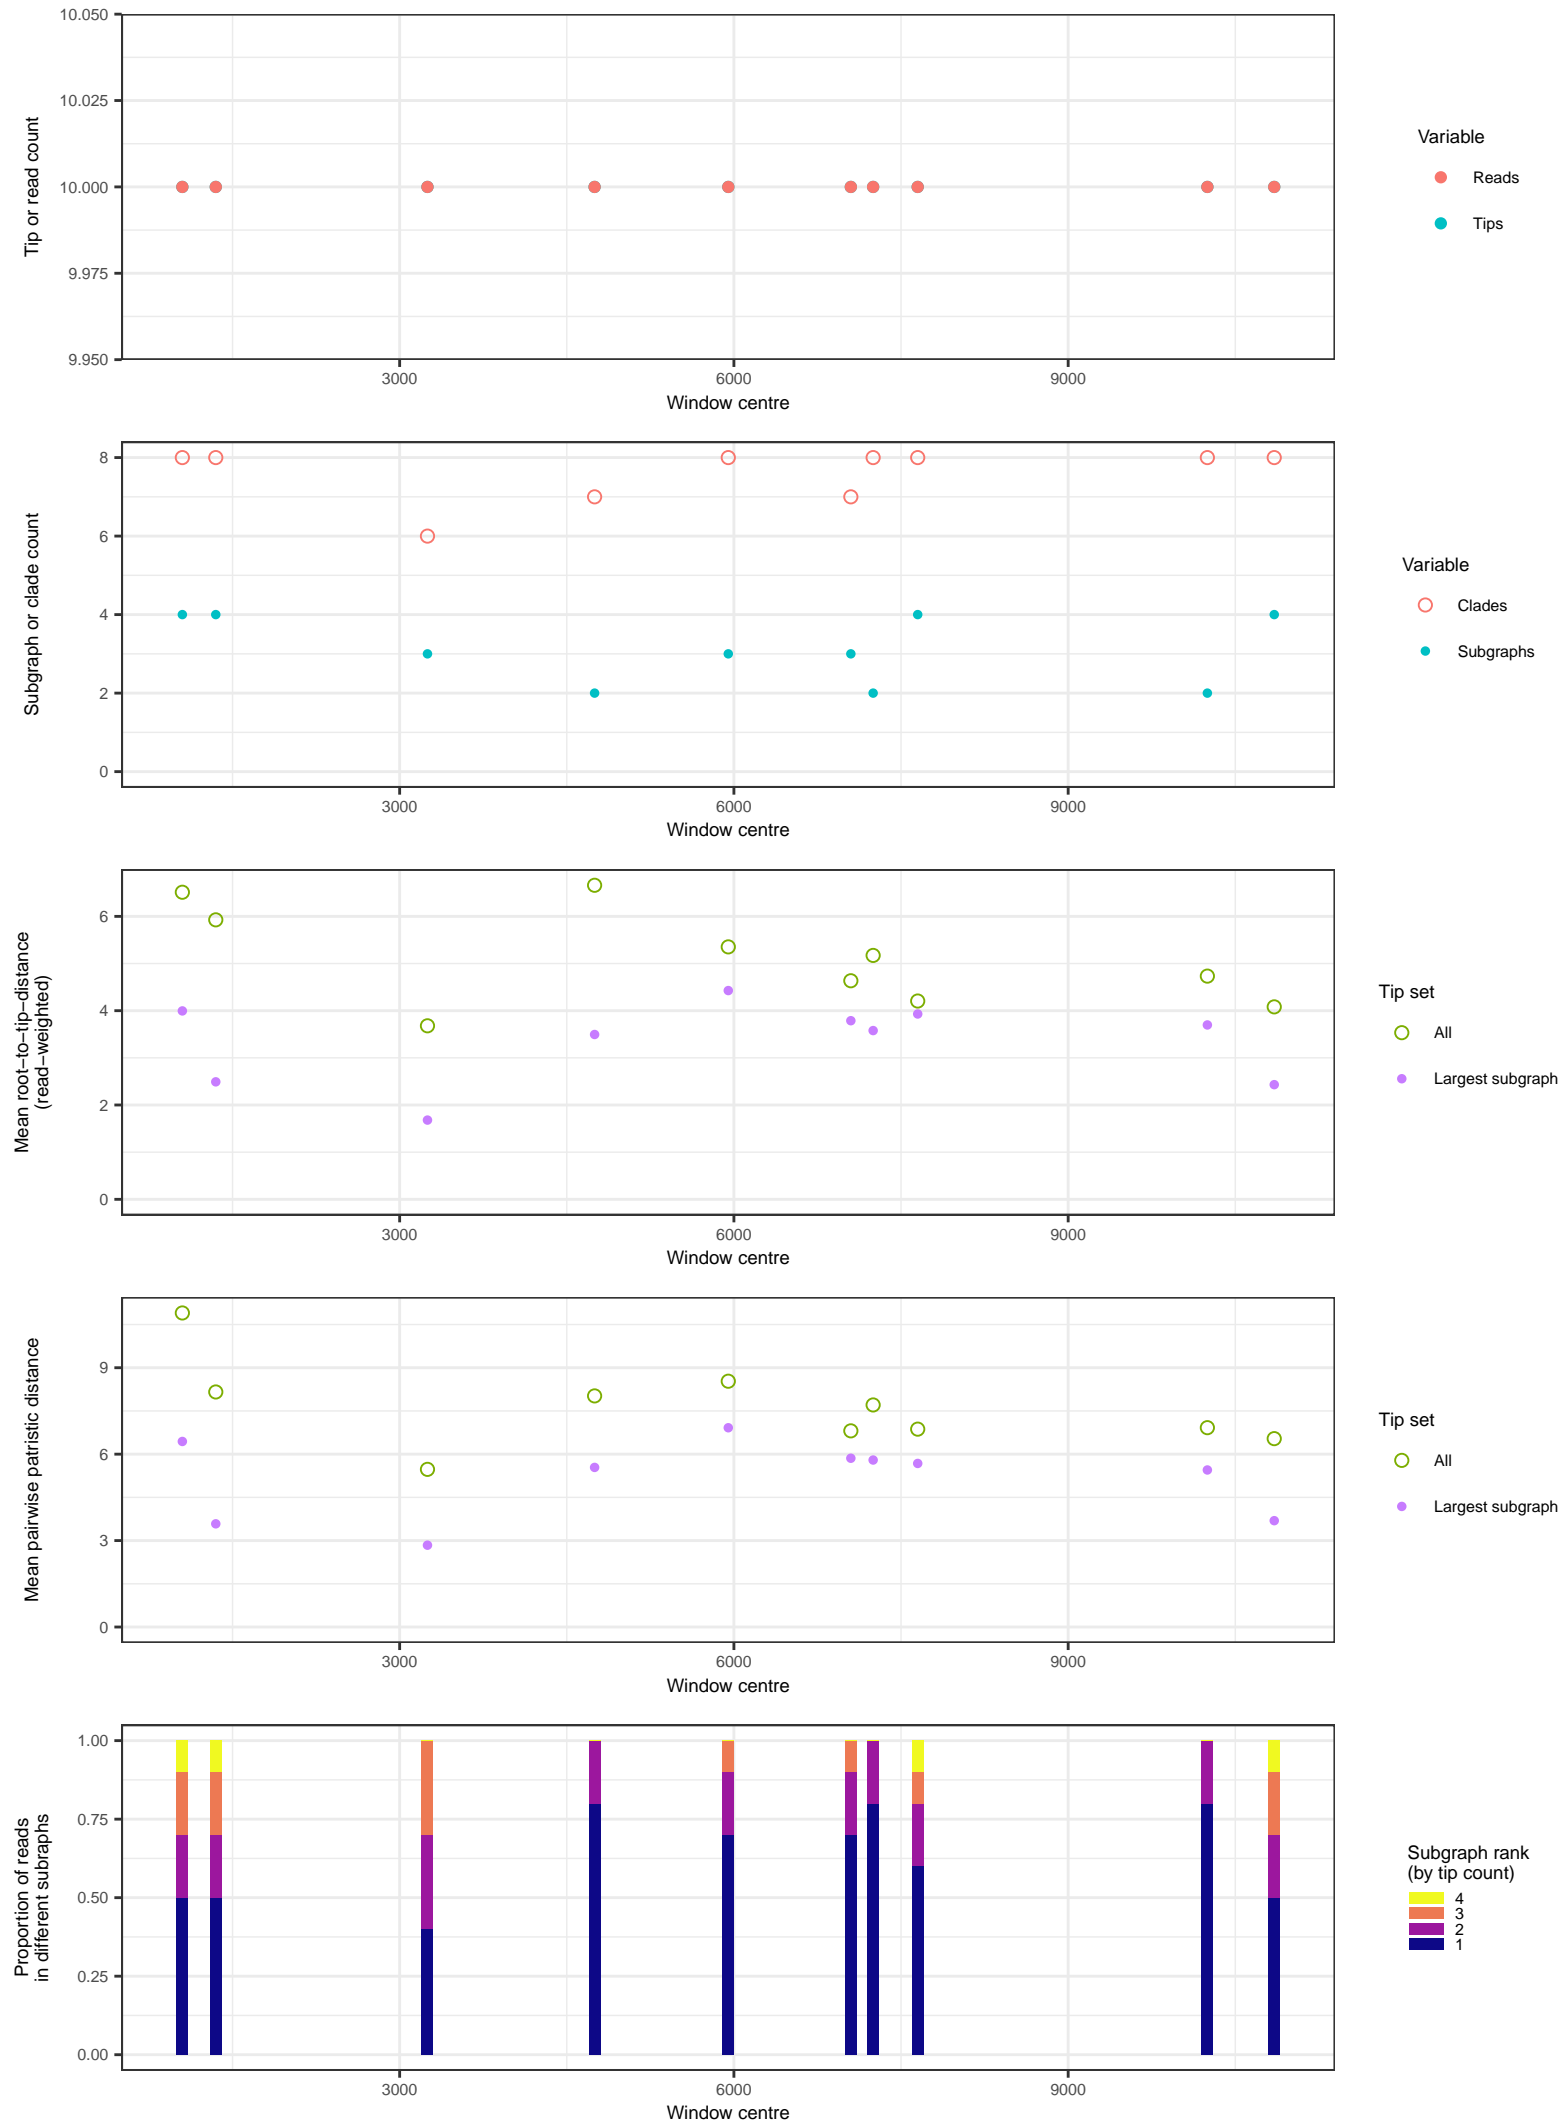 10.050
10.025
10.000
9.975
9.950
Tip or read count
3000
6000
9000
Window centre
Variable
Reads
Tips
8
6
4
2
0
Subgraph or clade count
3000
6000
9000
Window centre
Variable
Clades
Subgraphs
6
4
2
0
Mean root−to−tip−distance
(read−weighted)
3000
6000
9000
Window centre
Tip set
All
Largest subgraph
9
6
3
0
Mean pairwise patristic distance
3000
6000
9000
Window centre
Tip set
All
Largest subgraph
1.00
0.75
0.50
0.25
0.00
Proportion of reads
in different subraphs
3000
6000
9000
Window centre
Subgraph rank
(by tip count)
4
3
2
1